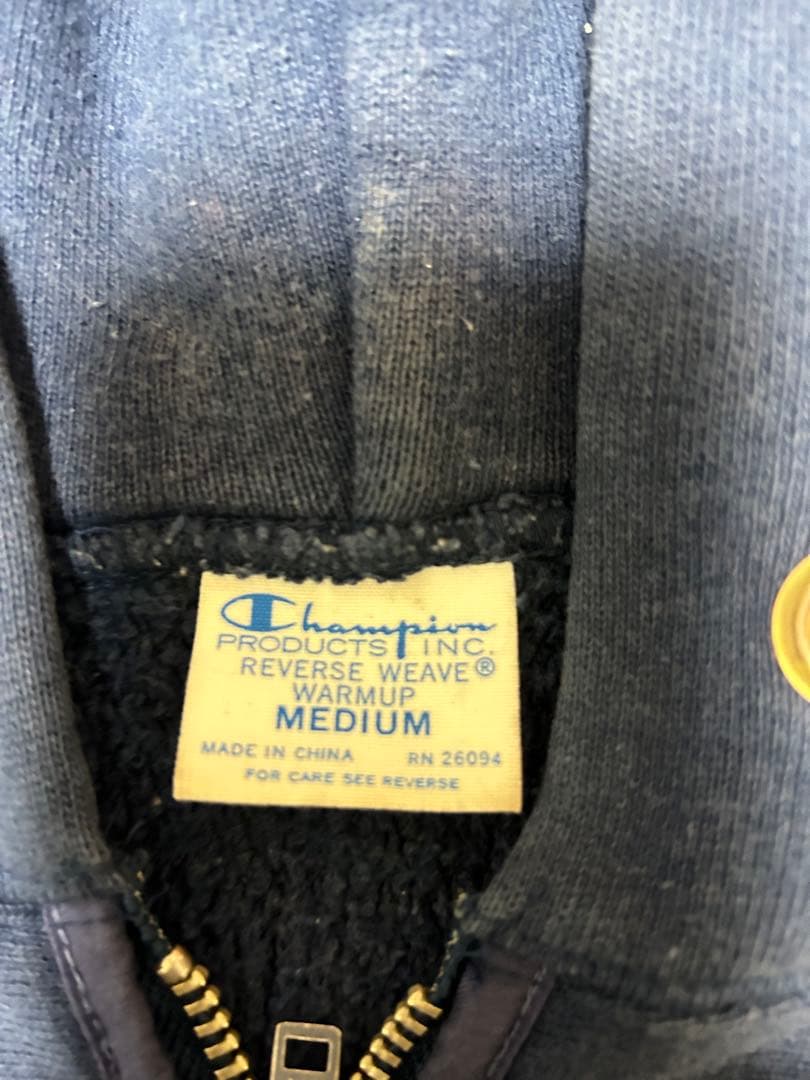 Champion
PRODUCTS INC.
REVERSE WEAVE®
WARMUP
MEDIUM
MADE IN CHINA RN 26094
FOR CARE SEE REVERSE